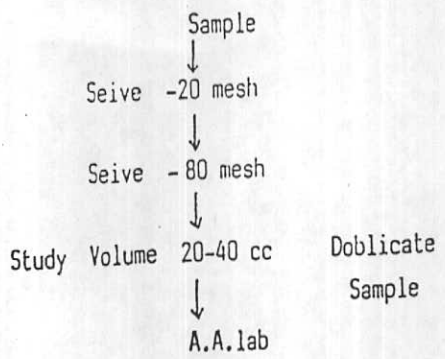 Sample
Seive -20 mesh
Seive -80 mesh
Study Volume 20-40 cc Doblicate
Sample
A.A.lab